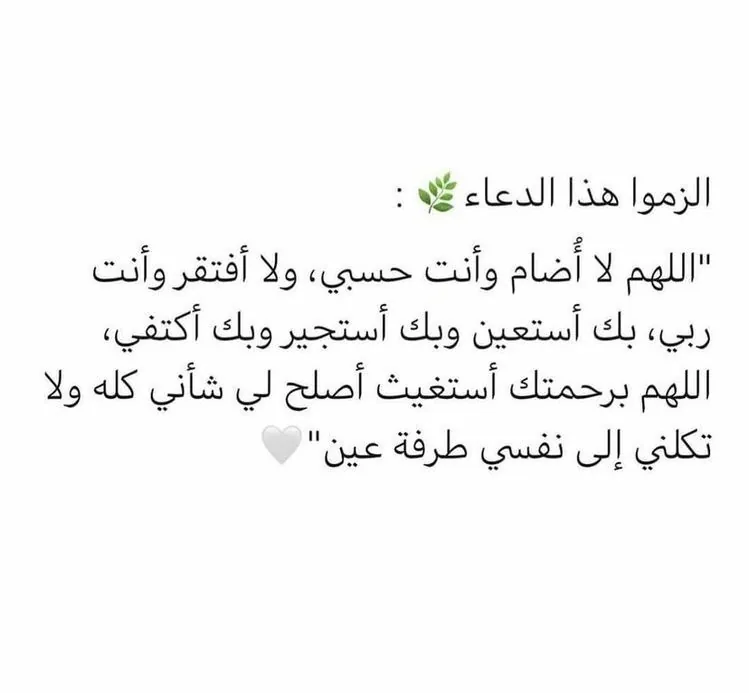 الزموا هذا الدعاء🌿 :
"اللهم لا أُضام وأنت حسبي، ولا أفتقر وأنت
ربي، بك أستعين وبك أستجير وبك أكتفي،
اللهم برحمتك أستغيث أصلح لي شأني كله ولا
تكلني إلى نفسي طرفة عين"🤍